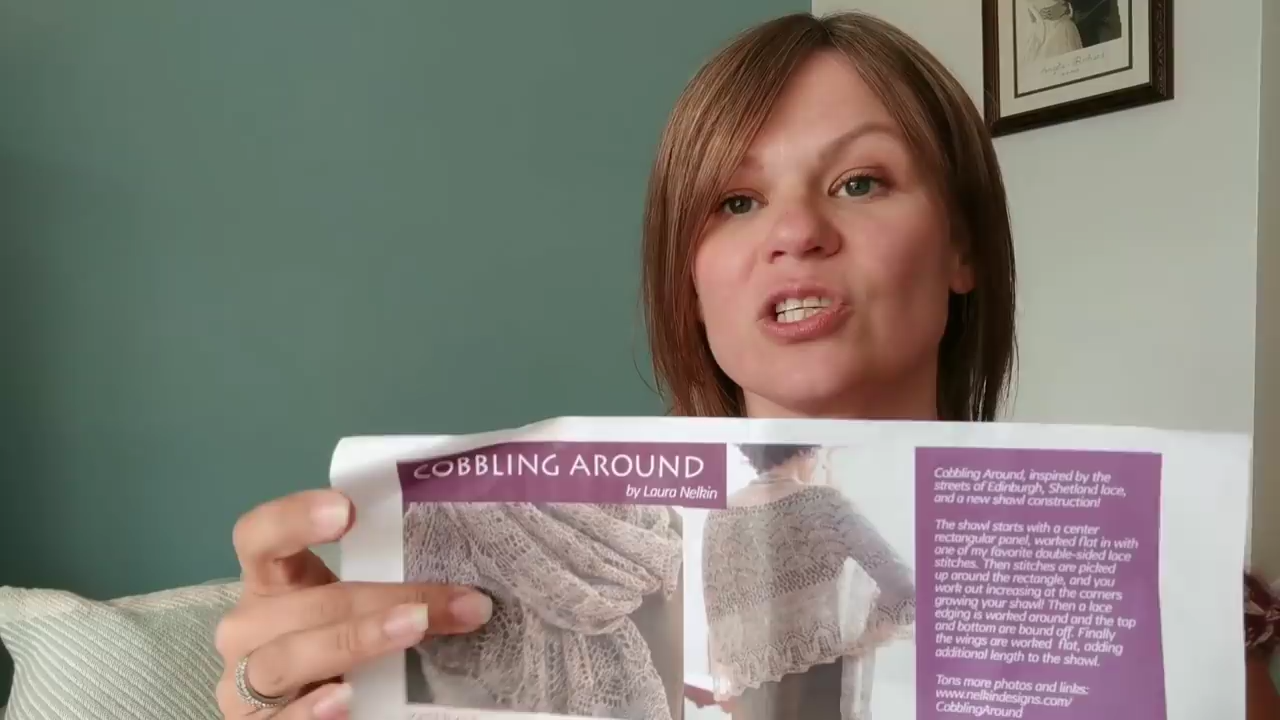 COBBLING AROUND
by Laura Nelkin
Cobbling Around, inspired by the
streets of Edinburgh, Shetland lace,
and a new shawl construction!
The shawl starts with a center
rectangular panel, worked flat in with
one of my favorite double-sided lace
stitches. Then stitches are picked
up around the rectangle, and you
work out increasing at the corners
growing your shawl! Then a lace
edging is worked around and the top
and bottom are bound off. Finally
the wings are worked flat, adding
additional length to the shawl.
Tons more photos and links:
www.nelkindesigns.com/
CobblingAround